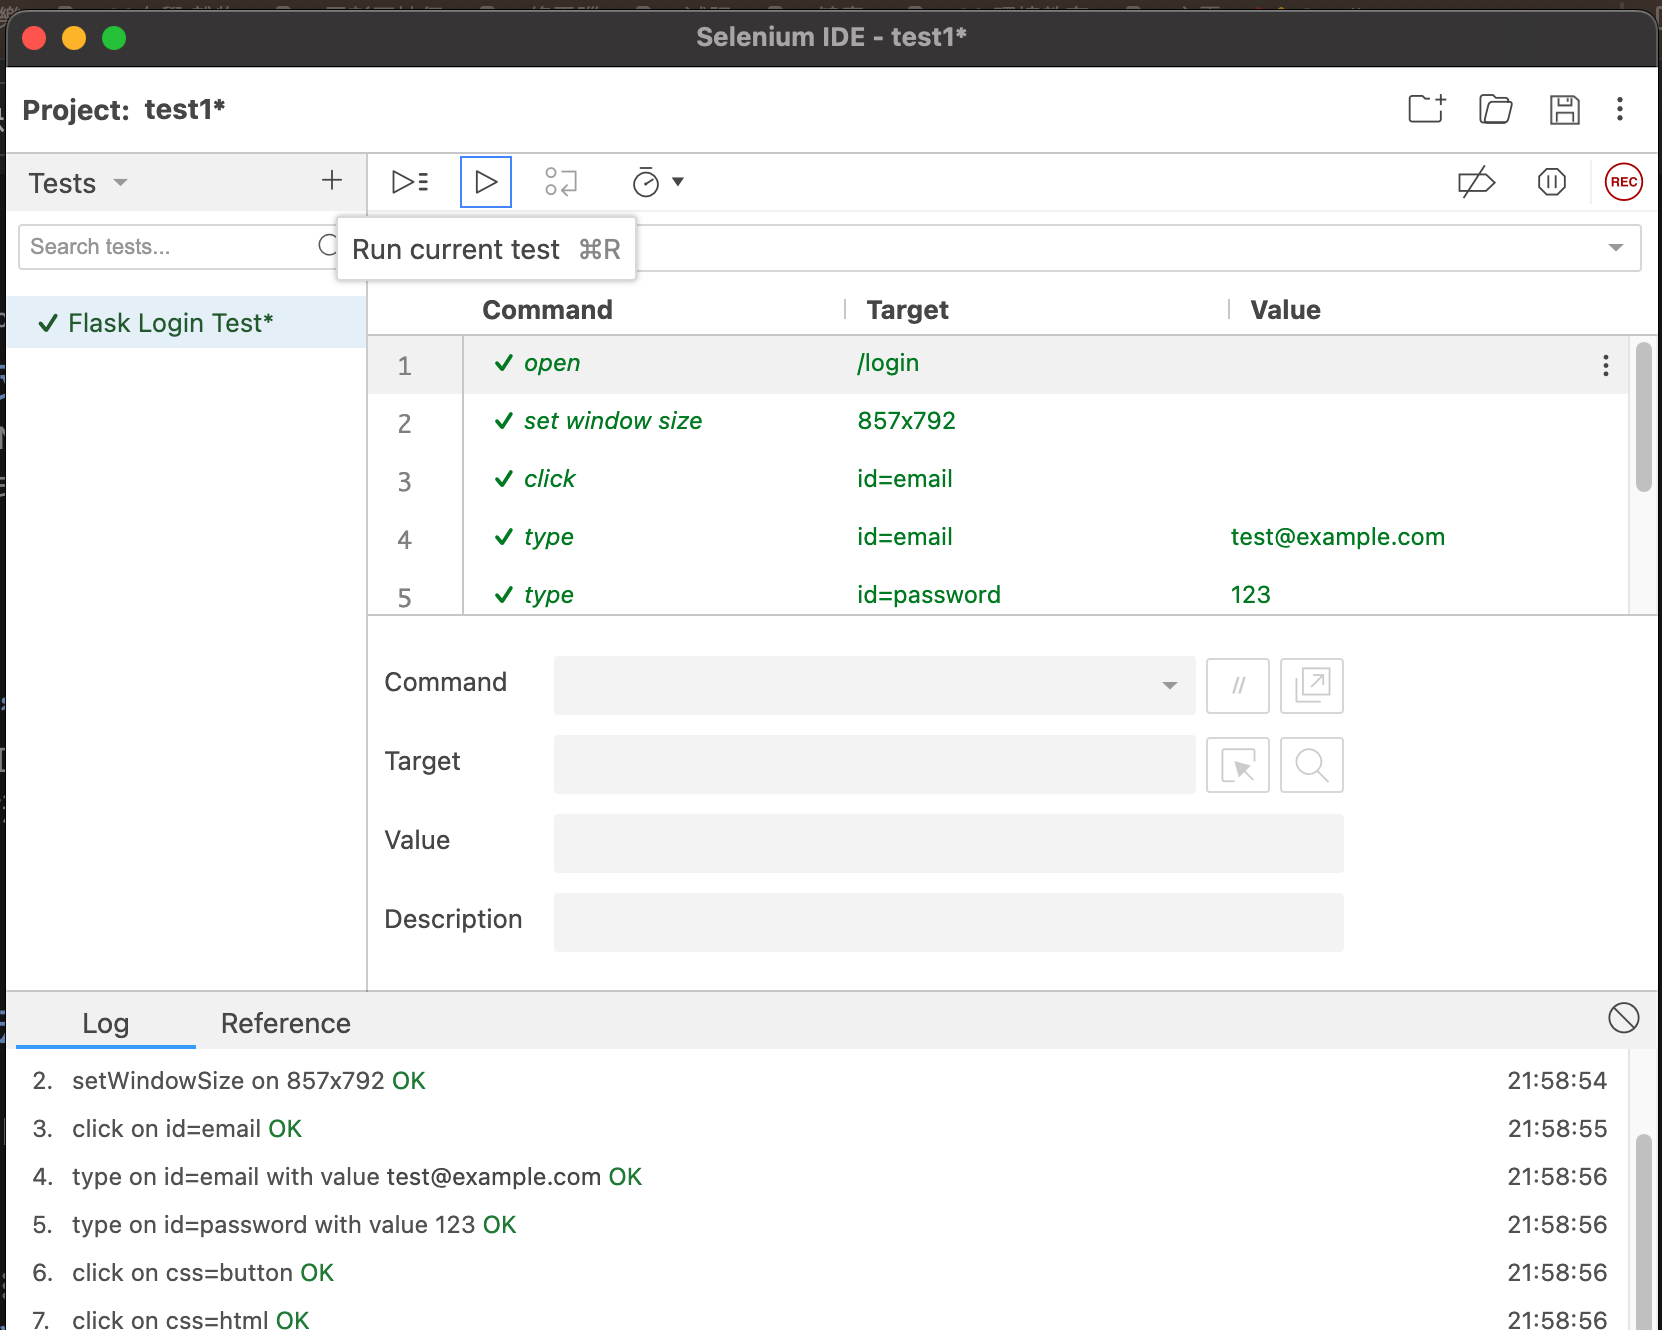 Selenium IDE - test1*
Project: test1*
Tests
REC
Search tests...
Run current test ⌘R
Flask Login Test*
Command Target Value
1 open /login
2 set window size 857x792
3 click id=email
4 type id=email test@example.com
5 type id=password 123
Command
//
Target
Value
Description
Log Reference
2. setWindowSize on 857x792 OK 21:58:54
3. click on id=email OK 21:58:55
4. type on id=email with value test@example.com OK 21:58:56
5. type on id=password with value 123 OK 21:58:56
6. click on css=button OK 21:58:56
7. click on css=html OK 21:58:56